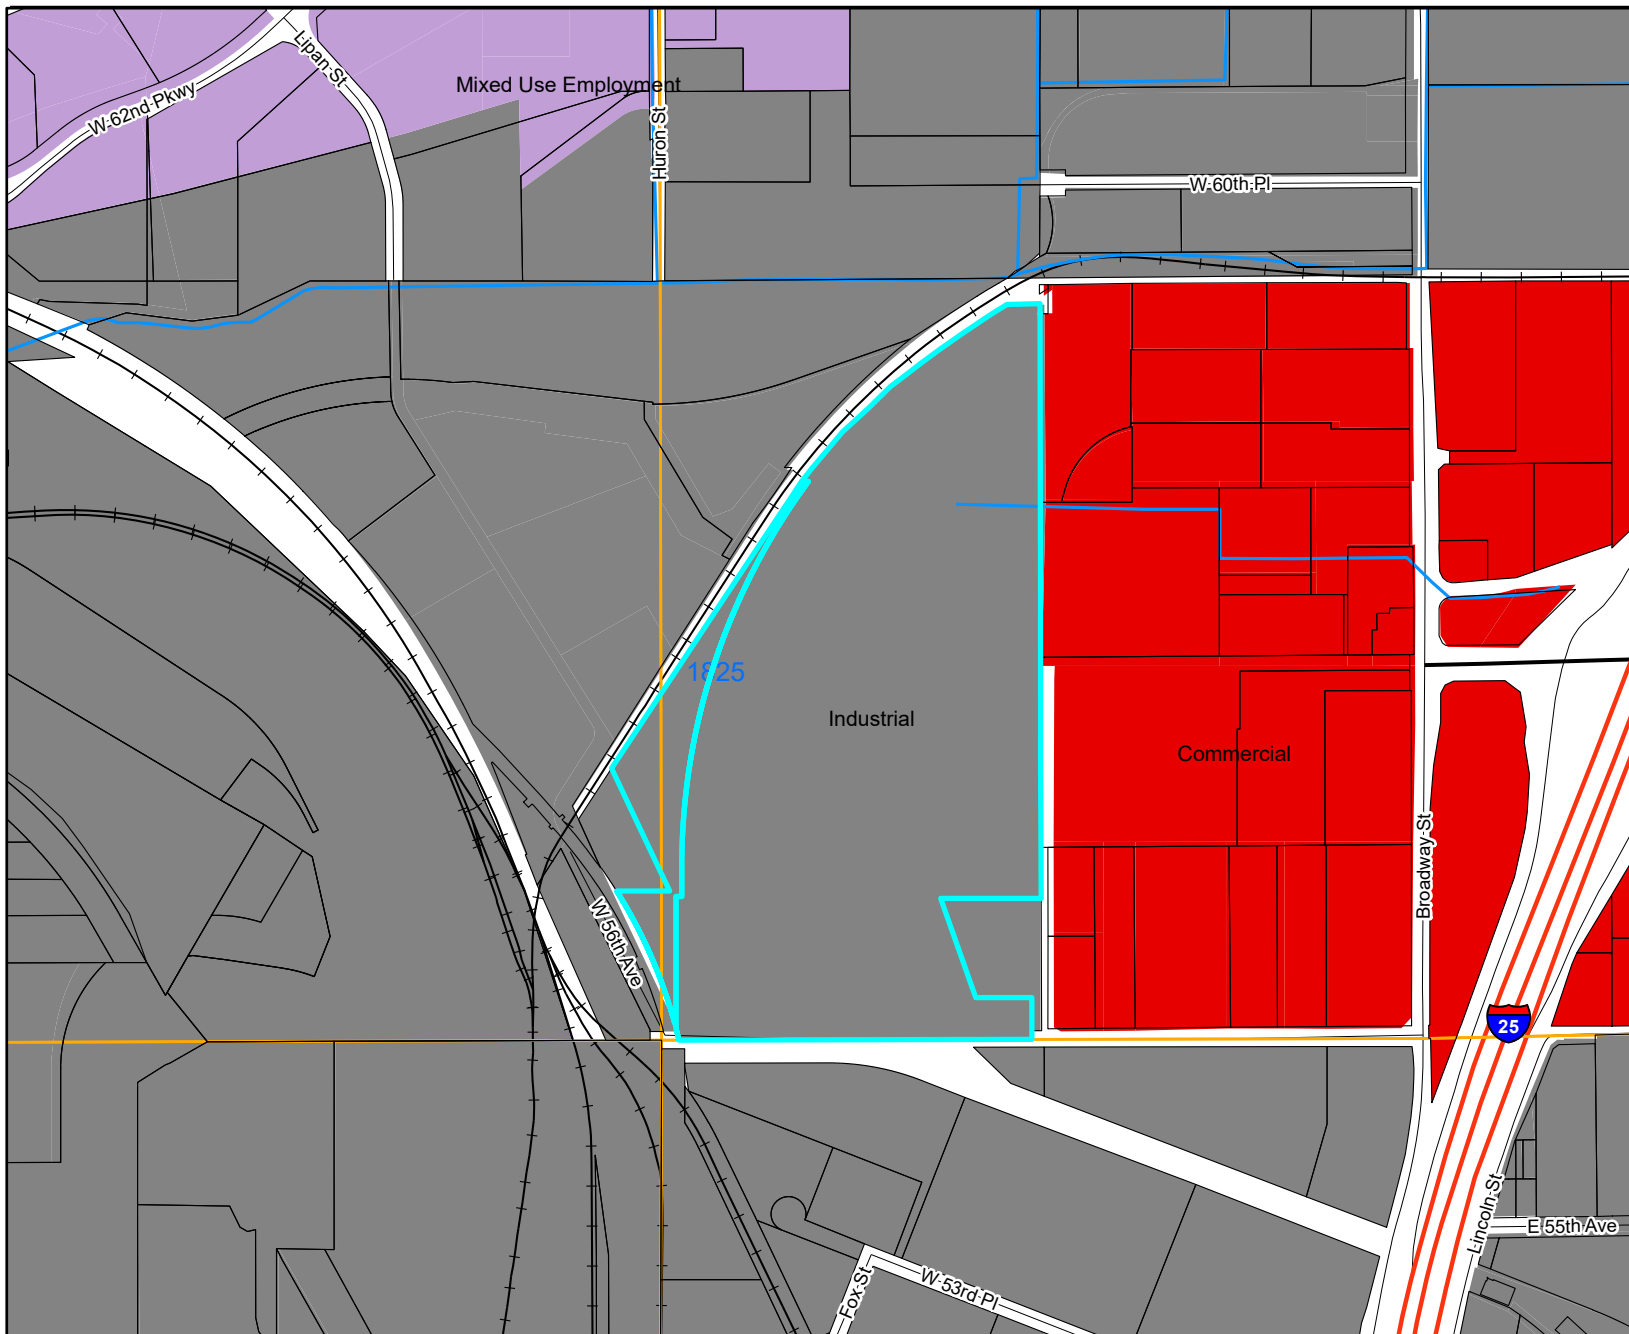 Lipan St
Mixed Use Employment
W 62nd Pkwy
Huron St
W 60th Pl
1825
Industrial
Commercial
Broadway St
W 56th Ave
25
Lincoln St
E 55th Ave
W 53rd Pl
Fox St